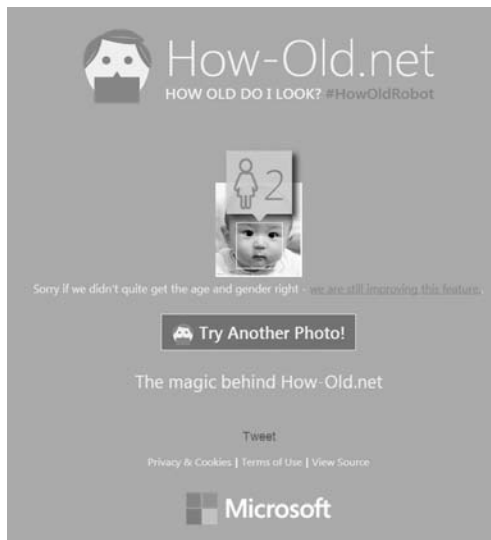 How-Old.net
HOW OLD DO I LOOK? #HowOldRobot
2
Sorry if we didn't quite get the age and gender right - we are still improving this feature.
Try Another Photo!
The magic behind How-Old.net
Tweet
Privacy & Cookies | Terms of Use | View Source
Microsoft